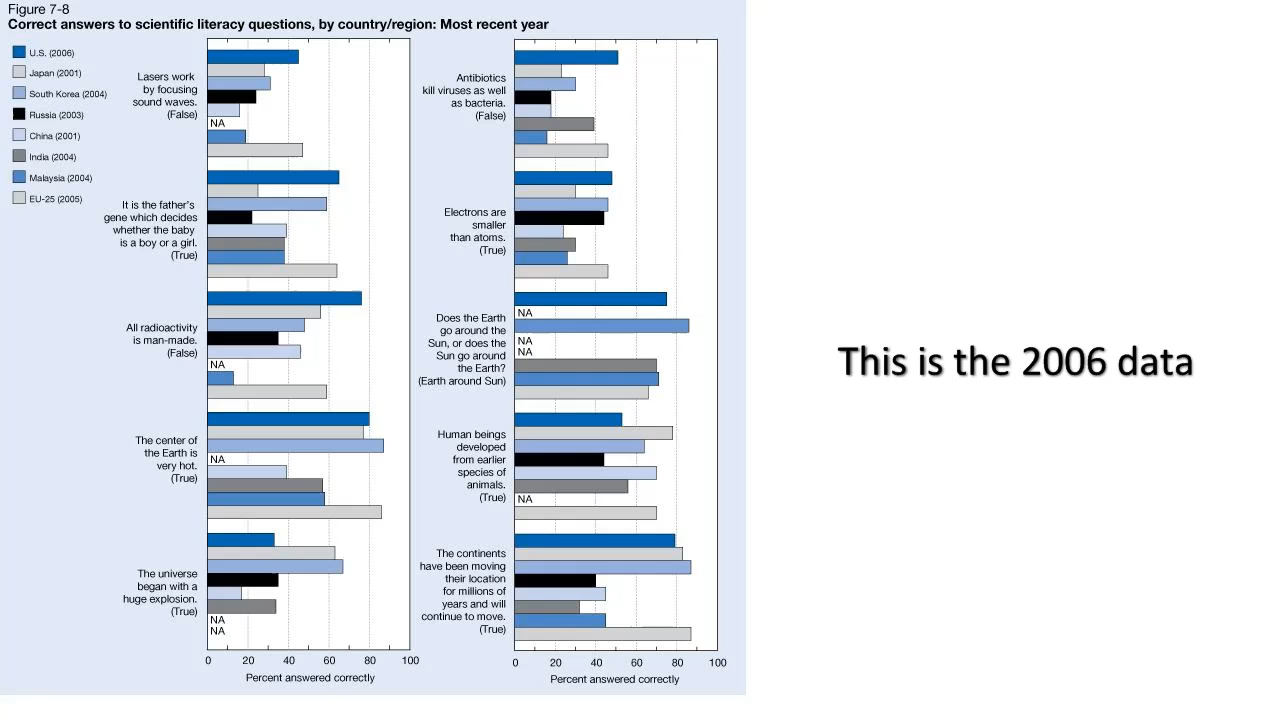 Figure 7-8
Correct answers to scientific literacy questions, by country/region: Most recent year
U.S. (2006)
Japan (2001)
South Korea (2004)
Russia (2003)
China (2001)
India (2004)
Malaysia (2004)
EU-25 (2005)
Lasers work
by focusing
sound waves.
(False)
NA
It is the father's
gene which decides
whether the baby
is a boy or a girl.
(True)
All radioactivity
is man-made.
(False)
NA
The center of
the Earth is
very hot.
(True)
NA
The universe
began with a
huge explosion.
(True)
NA
NA
0 20 40 60 80 100
Percent answered correctly
Antibiotics
kill viruses as well
as bacteria.
(False)
Electrons are
smaller
than atoms.
(True)
Does the Earth
go around the
Sun, or does the
Sun go around
the Earth?
(Earth around Sun)
NA
NA
NA
Human beings
developed
from earlier
species of
animals.
(True)
NA
The continents
have been moving
their location
for millions of
years and will
continue to move.
(True)
0 20 40 60 80 100
Percent answered correctly
This is the 2006 data